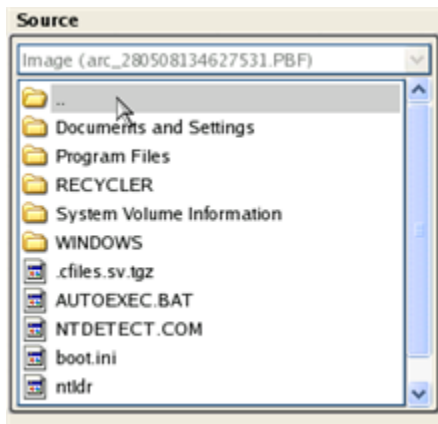 Source
Image (arc_280508134627531.PBF)
..
Documents and Settings
Program Files
RECYCLER
System Volume Information
WINDOWS
.cfiles.sv.tgz
AUTOEXEC.BAT
NTDETECT.COM
boot.ini
ntldr